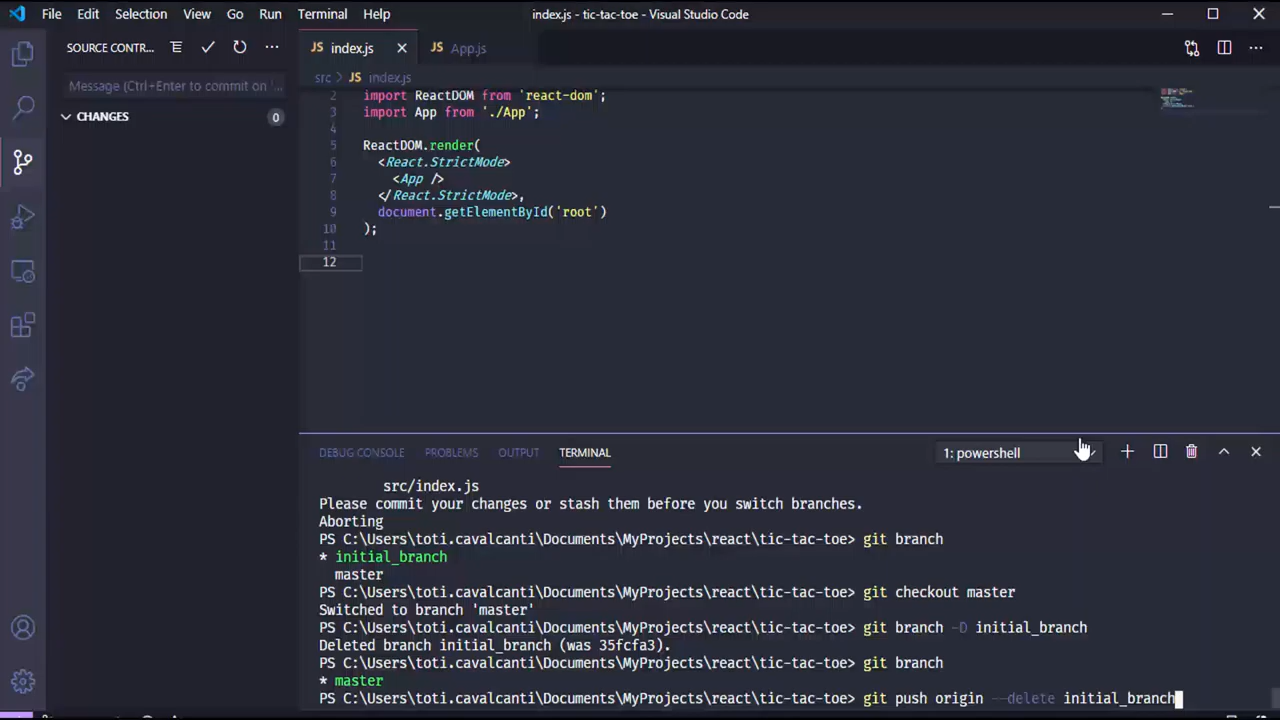 File Edit Selection View Go Run Terminal Help
index.js - tic-tac-toe - Visual Studio Code
SOURCE CONTR...
JS index.js
JS App.js
Message (Ctrl+Enter to commit on '...
CHANGES
0
src > JS index.js
2 import ReactDOM from 'react-dom';
3 import App from './App';
4
5 ReactDOM.render(
6 <React.StrictMode>
7 <App />
8 </React.StrictMode>,
9 document.getElementById('root')
10 );
11
12
DEBUG CONSOLE PROBLEMS OUTPUT TERMINAL
1: powershell
src/index.js
Please commit your changes or stash them before you switch branches.
Aborting
PS C:\Users\toti.cavalcanti\Documents\MyProjects\react\tic-tac-toe> git branch
* initial_branch
master
PS C:\Users\toti.cavalcanti\Documents\MyProjects\react\tic-tac-toe> git checkout master
Switched to branch 'master'
PS C:\Users\toti.cavalcanti\Documents\MyProjects\react\tic-tac-toe> git branch -D initial_branch
Deleted branch initial_branch (was 35fcfa3).
PS C:\Users\toti.cavalcanti\Documents\MyProjects\react\tic-tac-toe> git branch
* master
PS C:\Users\toti.cavalcanti\Documents\MyProjects\react\tic-tac-toe> git push origin --delete initial_branch